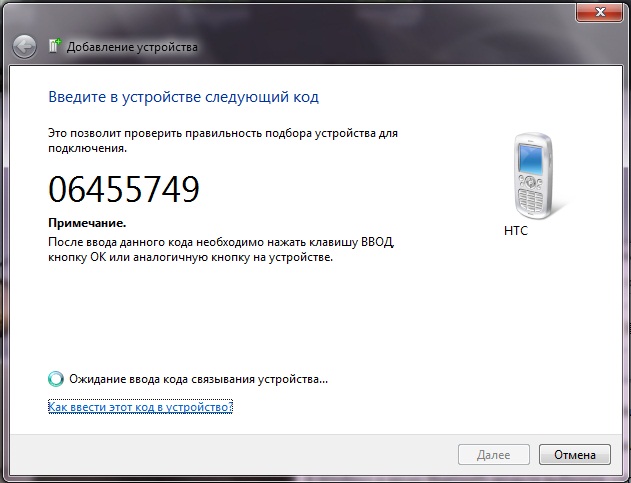 Добавление устройства
Введите в устройстве следующий код
Это позволит проверить правильность подбора устройства для
подключения.
06455749
Примечание.
После ввода данного кода необходимо нажать клавишу ВВОД,
кнопку ОК или аналогичную кнопку на устройстве.
HTC
Ожидание ввода кода связывания устройства...
Как ввести этот код в устройство?
Далее
Отмена